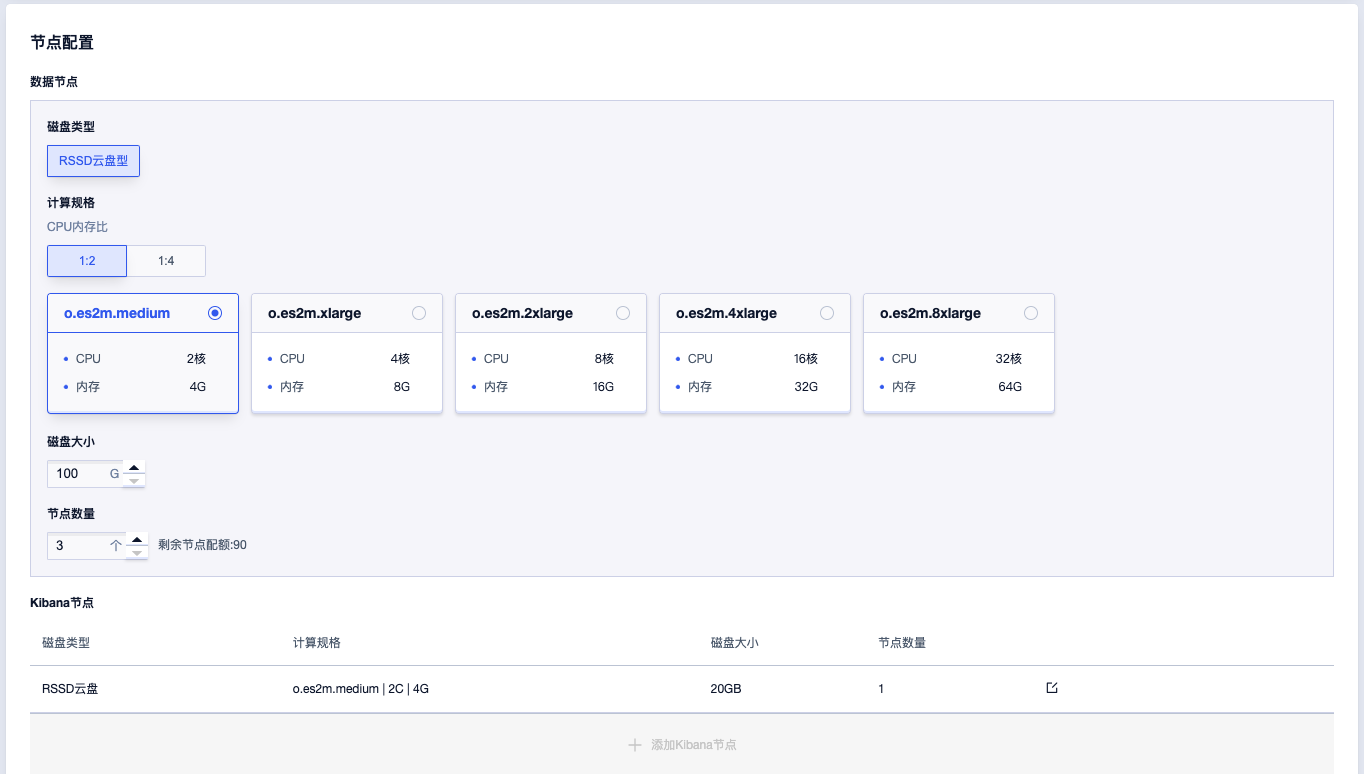 节点配置
数据节点
磁盘类型
RSSD云盘型
计算规格
CPU内存比
1:2 1:4
o.es2m.medium o.es2m.xlarge o.es2m.2xlarge o.es2m.4xlarge o.es2m.8xlarge
CPU 2核 CPU 4核 CPU 8核 CPU 16核 CPU 32核
内存 4G 内存 8G 内存 16G 内存 32G 内存 64G
磁盘大小
100 G
节点数量
3 个 剩余节点配额:90
Kibana节点
磁盘类型 计算规格 磁盘大小 节点数量
RSSD云盘 o.es2m.medium | 2C | 4G 20GB 1
添加Kibana节点